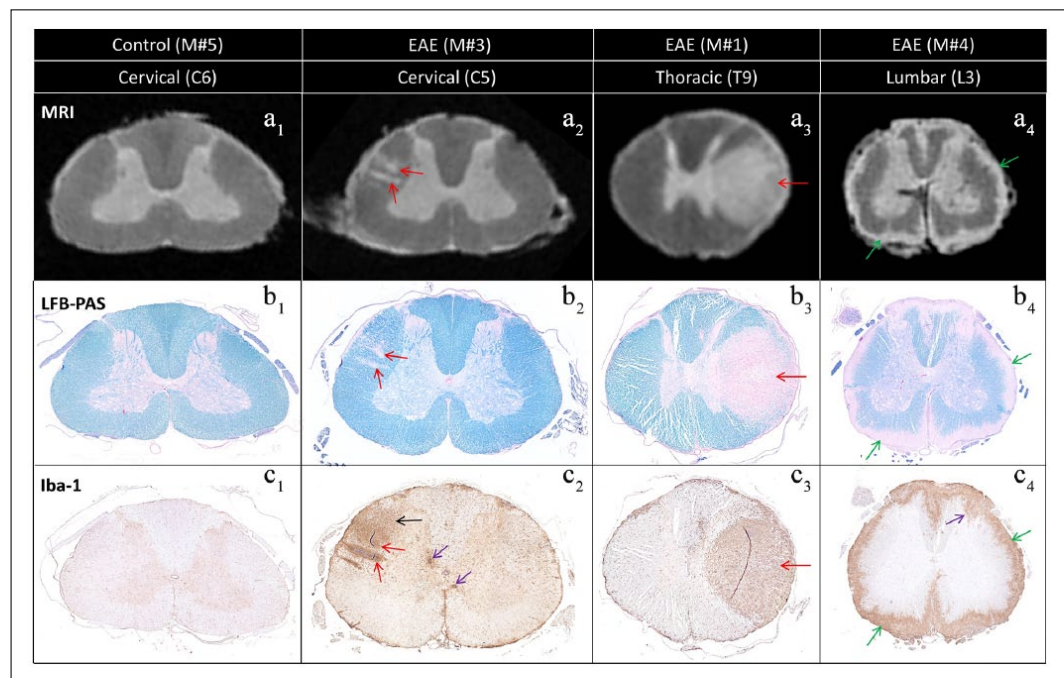 Control (M#5) EAE (M#3) EAE (M#1) EAE (M#4)
Cervical (C6) Cervical (C5) Thoracic (T9) Lumbar (L3)
MRI a1 a2 a3 a4
LFB-PAS b1 b2 b3 b4
Iba-1 c1 c2 c3 c4